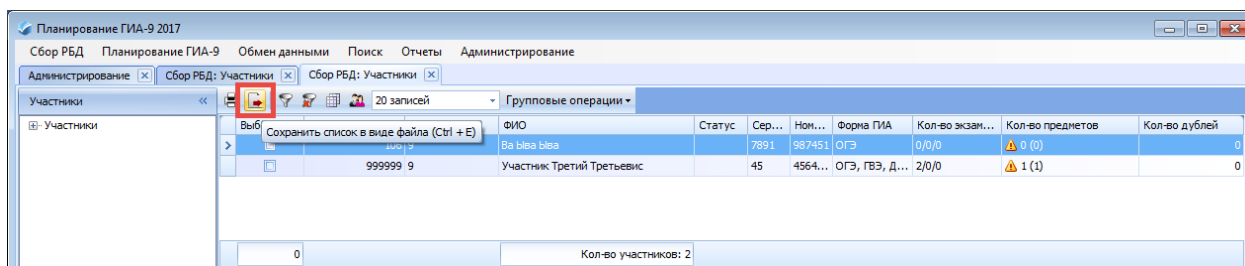 Планирование ГИА-9 2017
Сбор РБД Планирование ГИА-9 Обмен данными Поиск Отчеты Администрирование
Администрирование Сбор РБД: Участники Сбор РБД: Участники
Участники « 20 записей Групповые операции
Участники
Выб ФИО Статус Сер... Ном... Форма ГИА Кол-во экзам... Кол-во предметов Кол-во дублей
Сохранить список в виде файла (Ctrl + E)
106 9 Ва Ыва Ыва 7891 987451 ОГЭ 0/0/0 0 (0) 0
999999 9 Участник Третий Третьевис 45 4564... ОГЭ, ГВЭ, Д... 2/0/0 1 (1) 0
0 Кол-во участников: 2